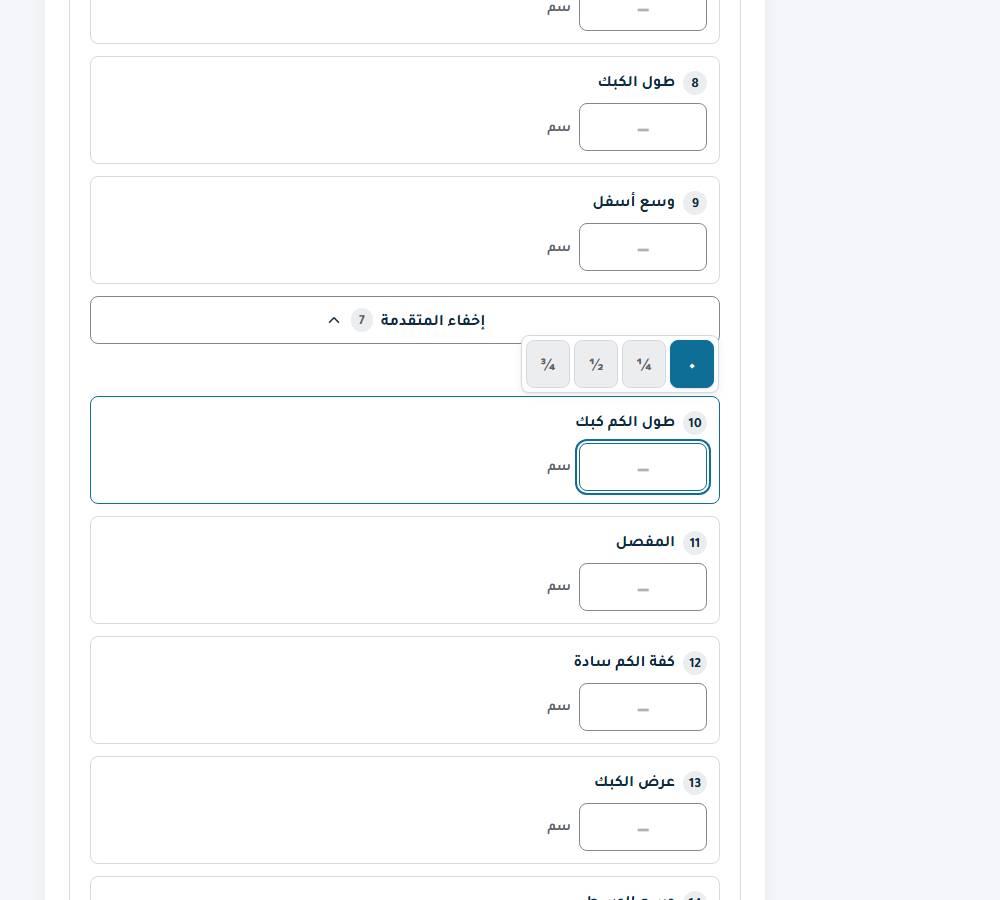 سم
8 طول الكبك
— سم
9 وسع أسفل
— سم
إخفاء المتقدمة 7
٠ ¼ ½ ¾
10 طول الكم كبك
— سم
11 المفصل
— سم
12 كفة الكم سادة
— سم
13 عرض الكبك
— سم